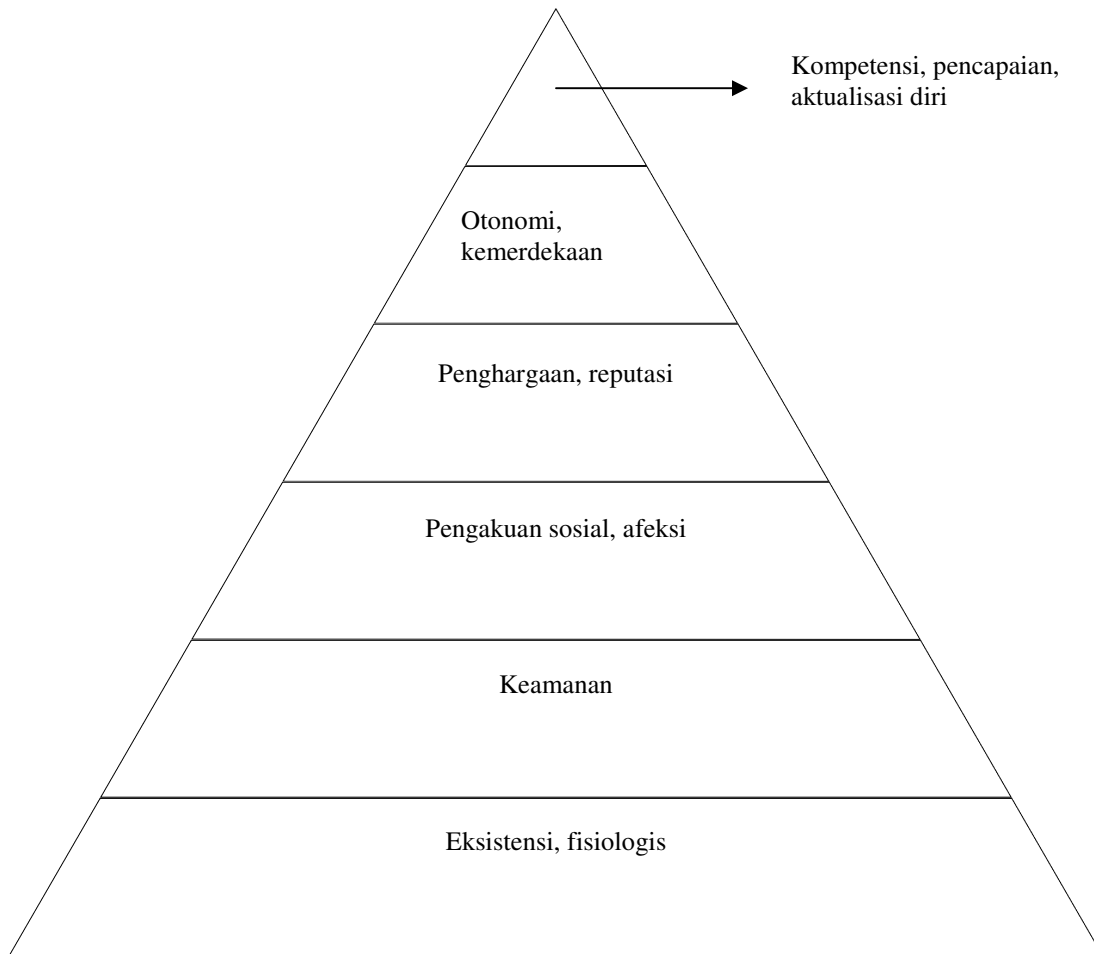 Kompetensi, pencapaian,
aktualisasi diri
Otonomi,
kemerdekaan
Penghargaan, reputasi
Pengakuan sosial, afeksi
Keamanan
Eksistensi, fisiologis